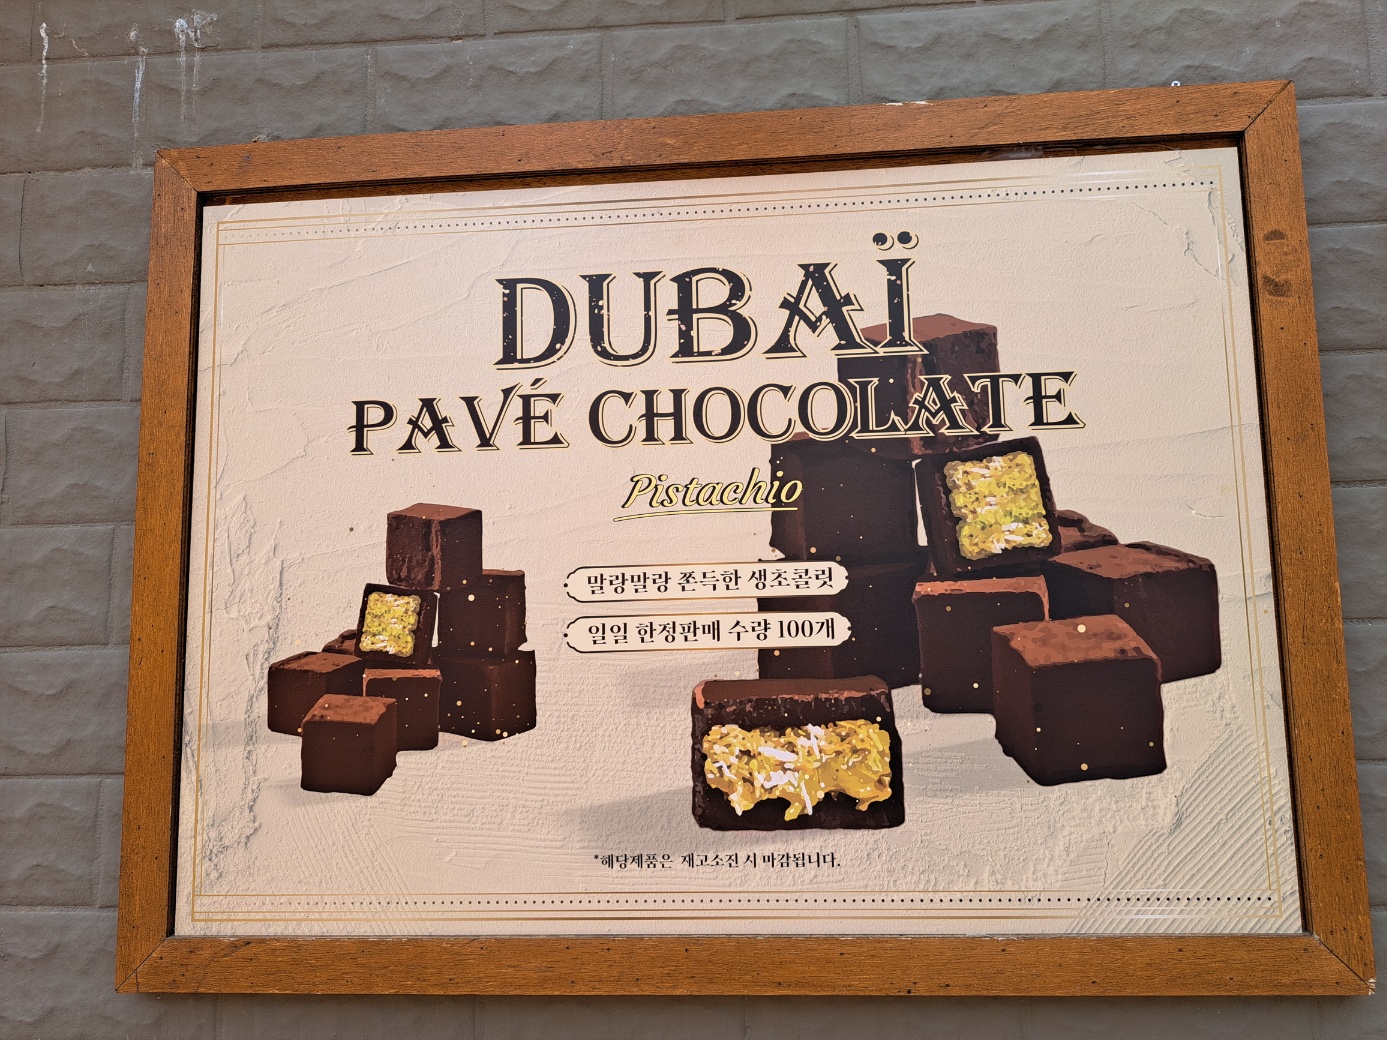 DUBAÏ
PAVÉ CHOCOLATE
Pistachio
말랑말랑 쫀득한 생초콜릿
일일 한정판매 수량 100개
*해당제품은 재고소진 시 마감됩니다.